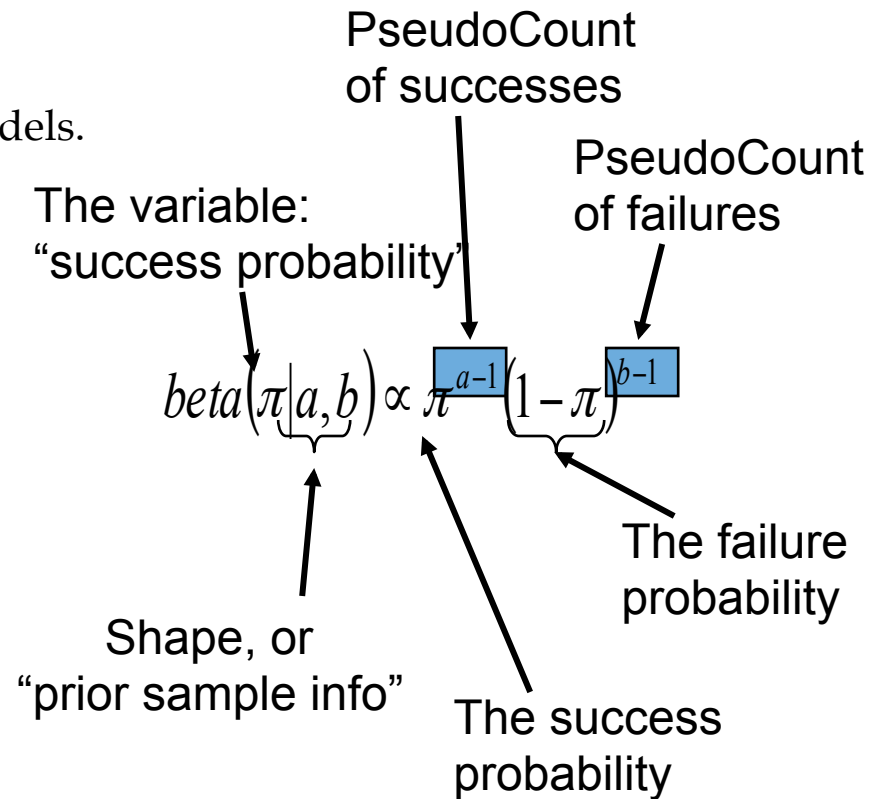 PseudoCount
of successes
dels.
PseudoCount
of failures
The variable:
“success probability”
beta(π|a,b) ∝ π^{a−1}(1−π)^{b−1}
The failure
probability
Shape, or
“prior sample info”
The success
probability